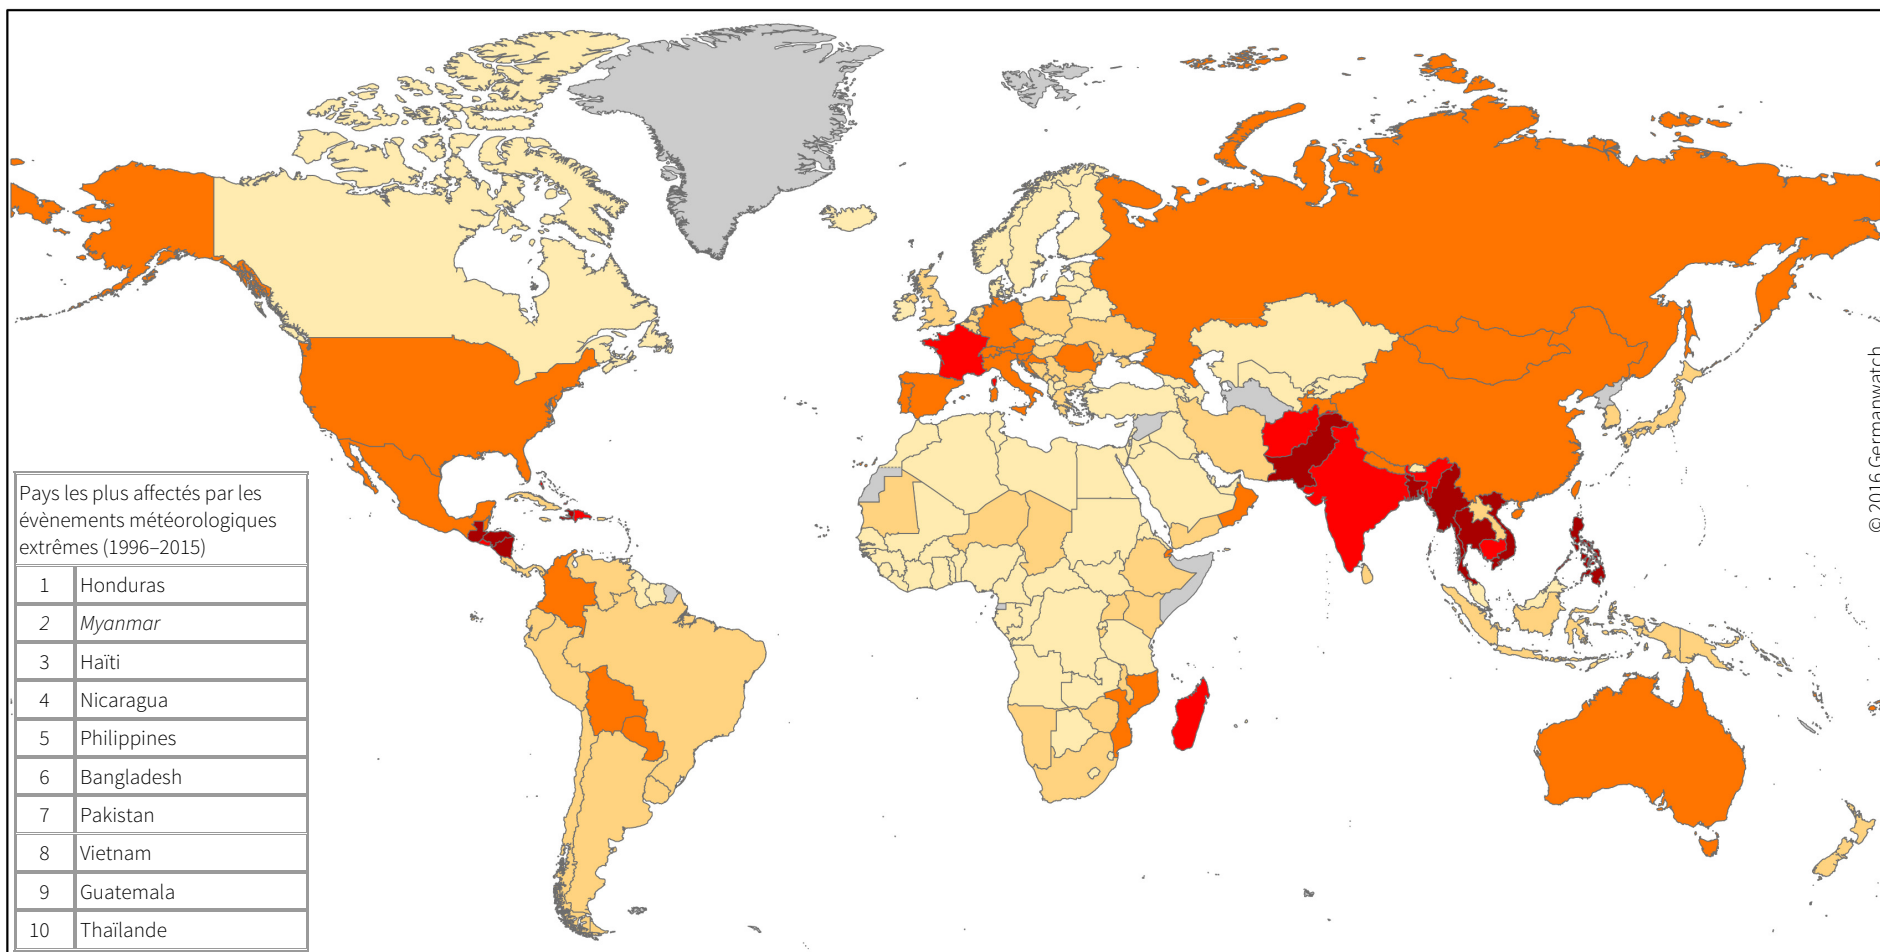 Pays les plus affectés par les
évènements météorologiques
extrêmes (1996–2015)
1 Honduras
2 Myanmar
3 Haïti
4 Nicaragua
5 Philippines
6 Bangladesh
7 Pakistan
8 Vietnam
9 Guatemala
10 Thaïlande
© 2016 Germanwatch